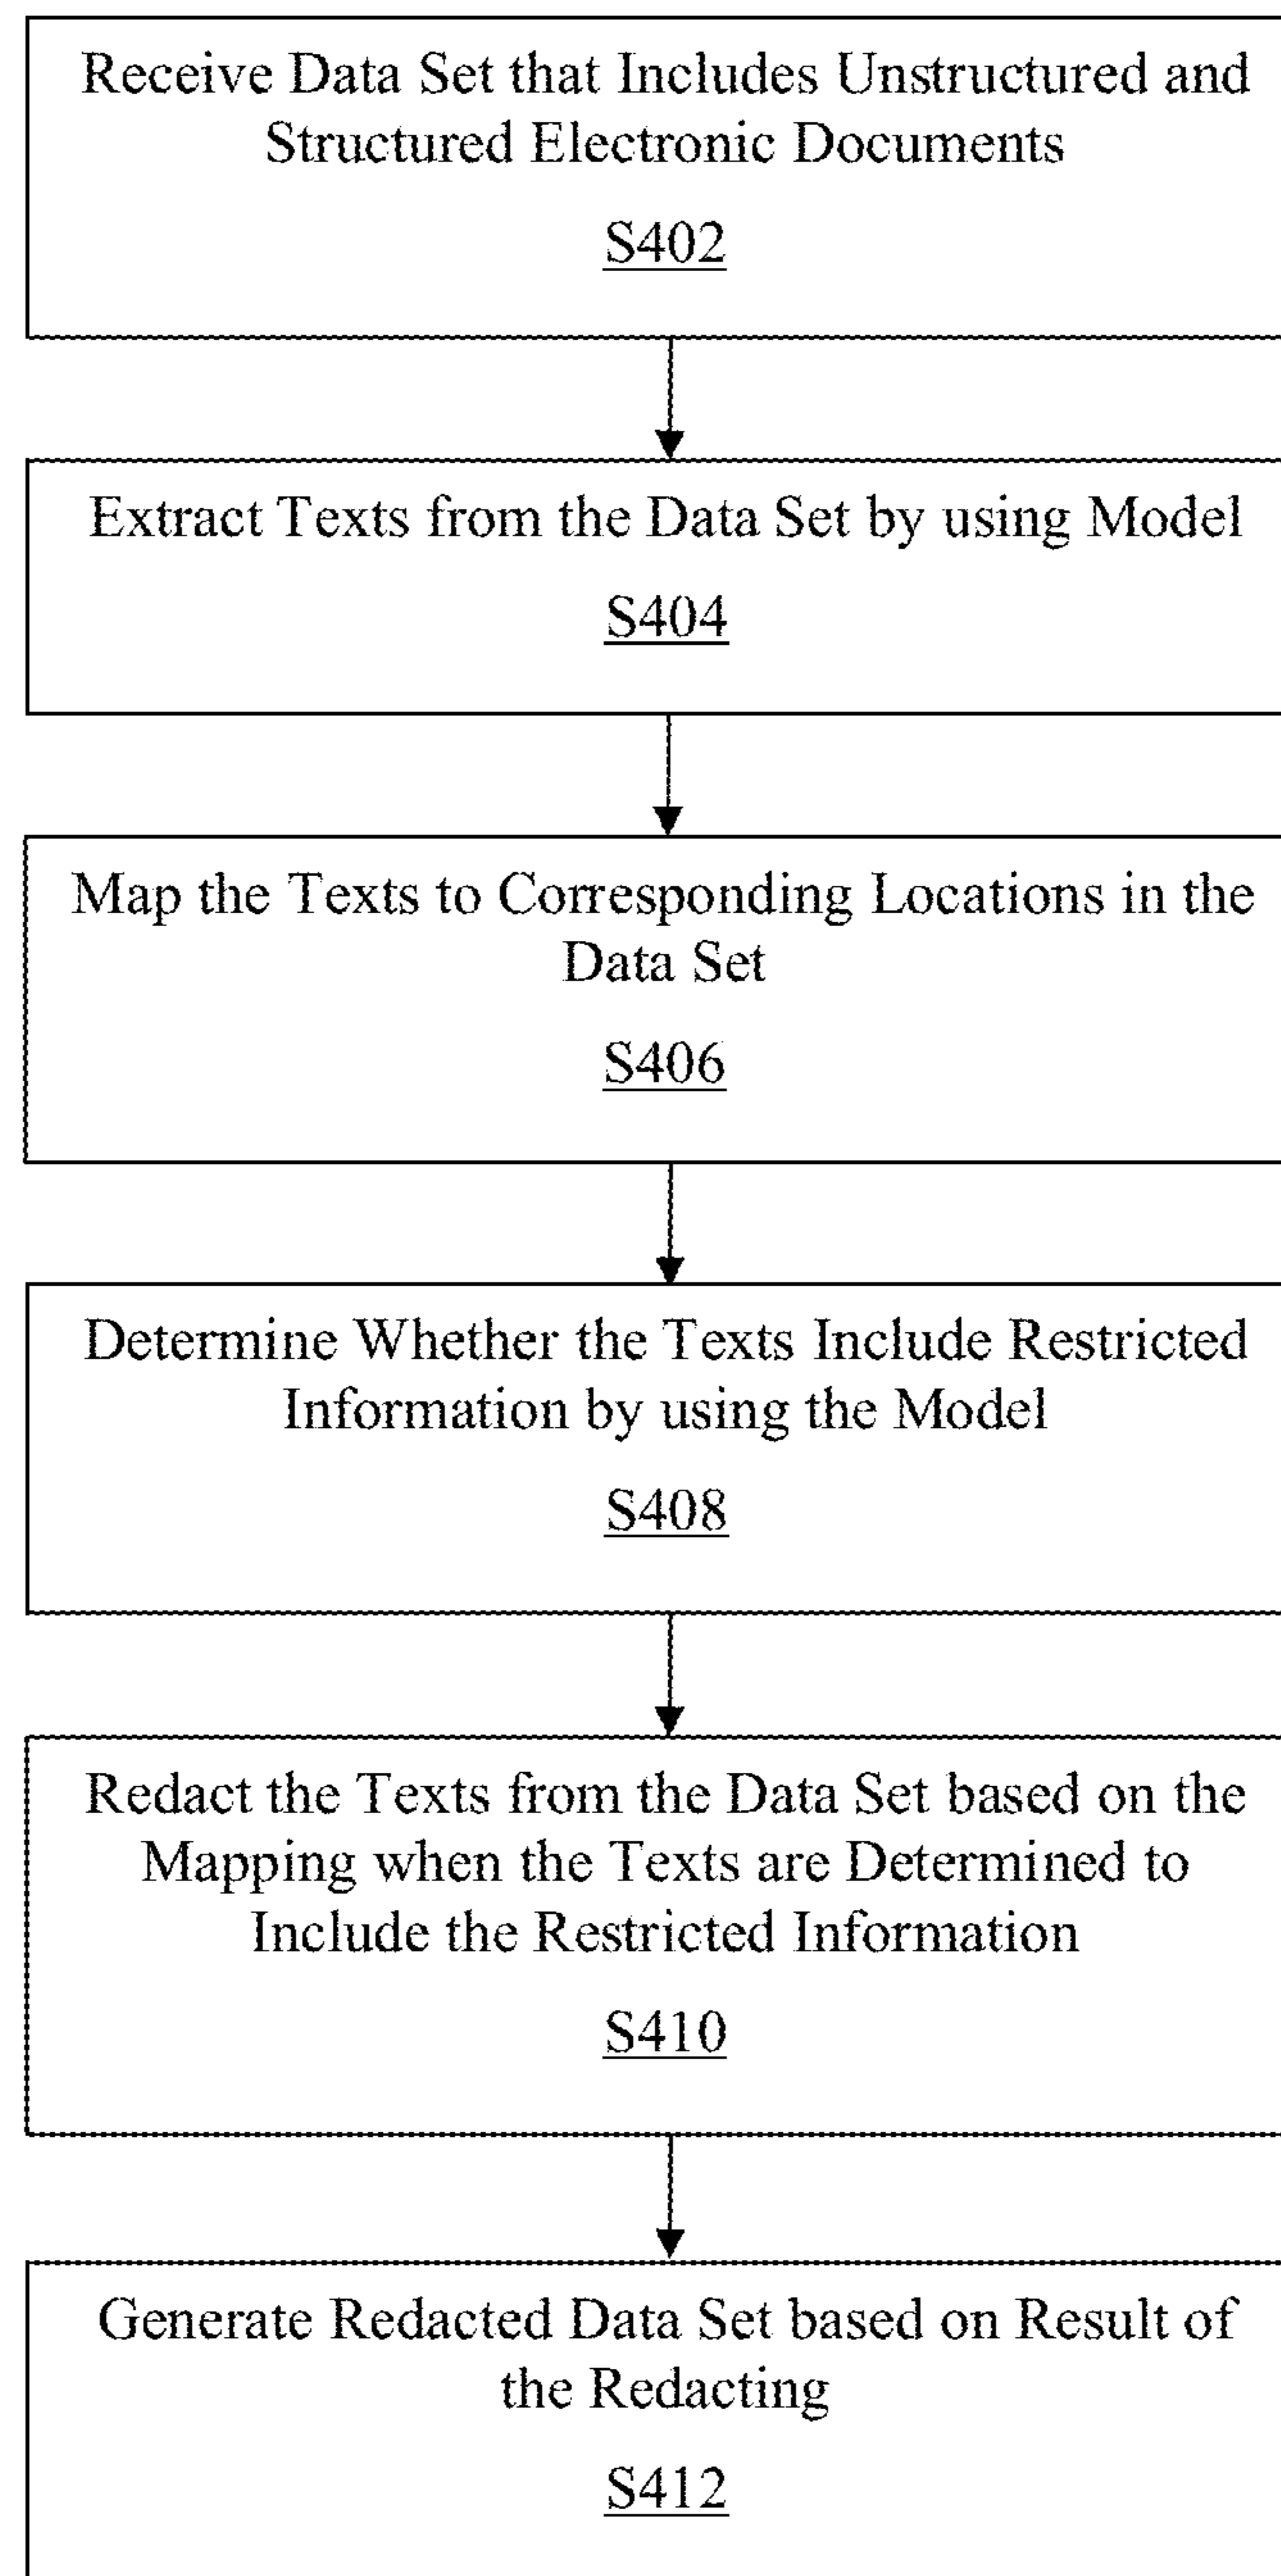 Receive Data Set that Includes Unstructured and
Structured Electronic Documents
S402
Extract Texts from the Data Set by using Model
S404
Map the Texts to Corresponding Locations in the
Data Set
S406
Determine Whether the Texts Include Restricted
Information by using the Model
S408
Redact the Texts from the Data Set based on the
Mapping when the Texts are Determined to
Include the Restricted Information
S410
Generate Redacted Data Set based on Result of
the Redacting
S412